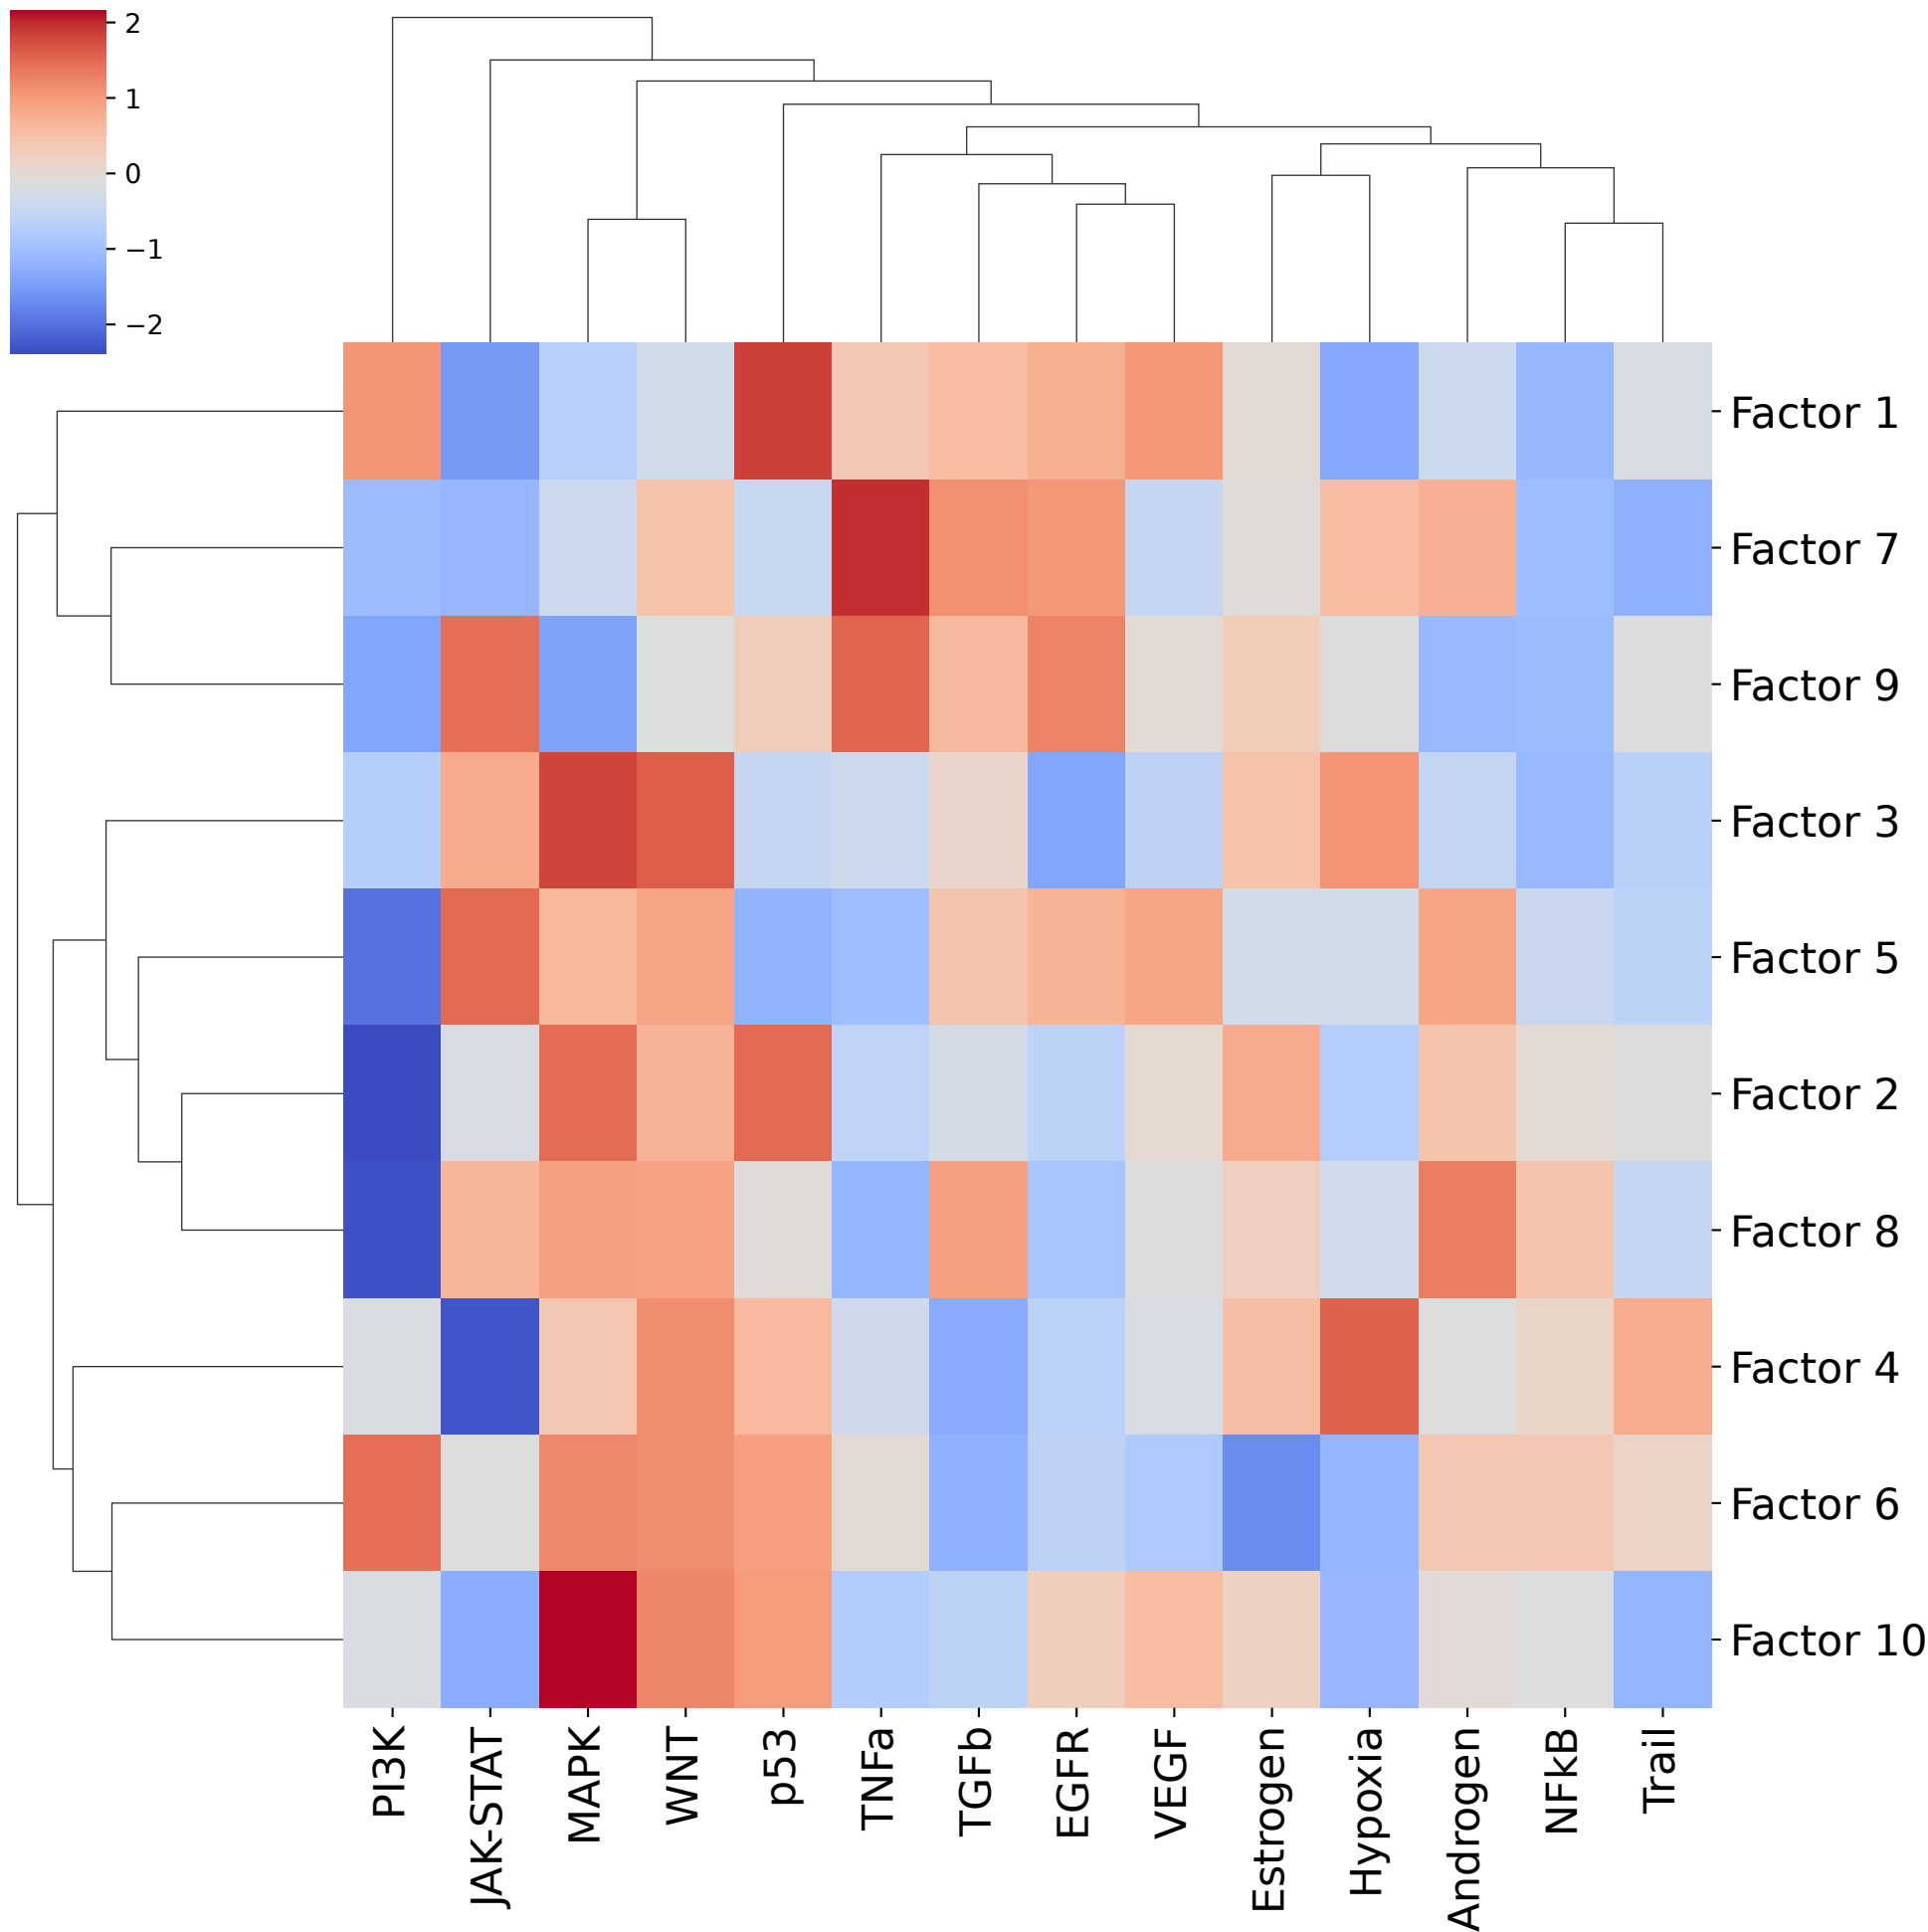 2
1
0
−1
−2
Factor 1
Factor 7
Factor 9
Factor 3
Factor 5
Factor 2
Factor 8
Factor 4
Factor 6
Factor 10
PI3K
JAK-STAT
MAPK
WNT
p53
TNFa
TGFb
EGFR
VEGF
Estrogen
Hypoxia
Androgen
NFkB
Trail